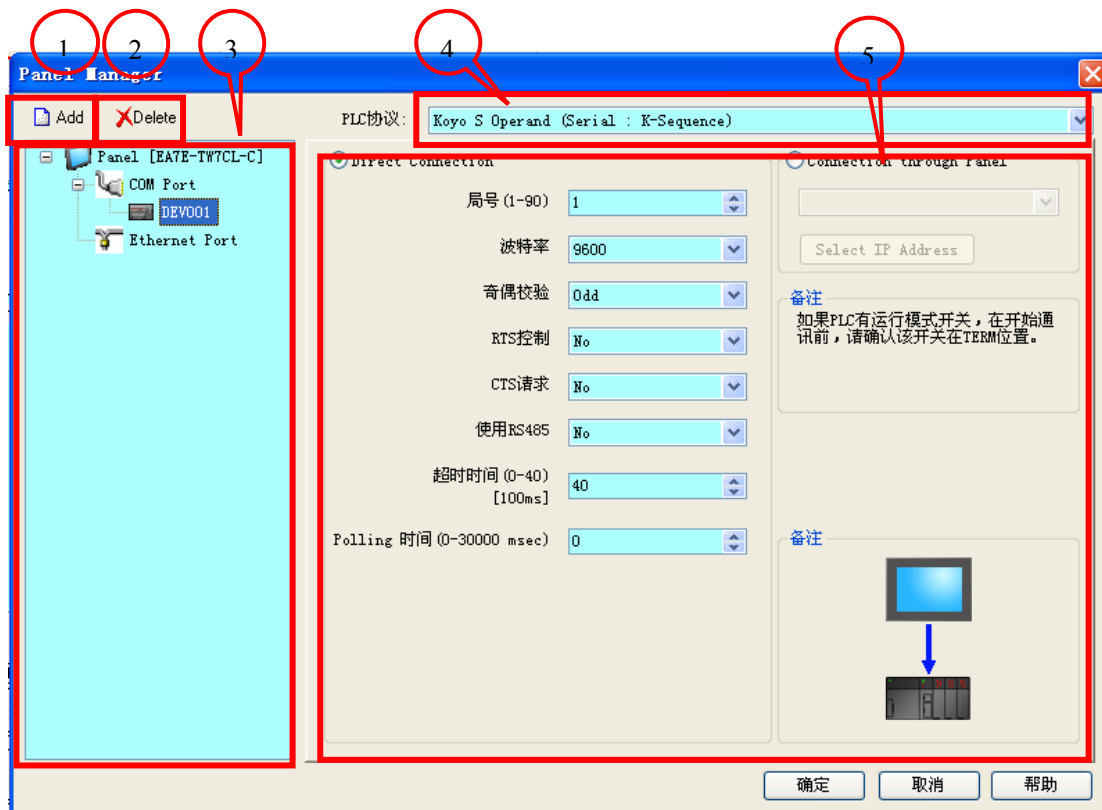 1
2
3
4
5
Panel Manager
Add
Delete
PLC协议:
Koyo S Operand (Serial : K-Sequence)
Panel [EA7E-TW7CL-C]
COM Port
DEV001
Ethernet Port
Direct Connection
局号(1-90)
1
波特率
9600
奇偶校验
Odd
RTS控制
No
CTS请求
No
使用RS485
No
超时时间(0-40)
[100ms]
40
Polling 时间(0-30000 msec)
0
Connection through Panel
Select IP Address
备注
如果PLC有运行模式开关，在开始通
讯前，请确认该开关在TERM位置。
备注
确定
取消
帮助